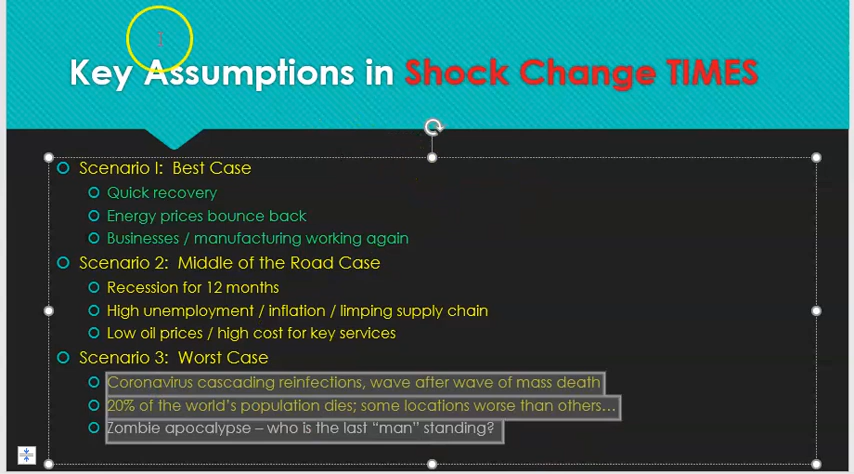 Key Assumptions in Shock Change TIMES
Scenario I: Best Case
Quick recovery
Energy prices bounce back
Businesses / manufacturing working again
Scenario 2: Middle of the Road Case
Recession for 12 months
High unemployment / inflation / limping supply chain
Low oil prices / high cost for key services
Scenario 3: Worst Case
Coronavirus cascading reinfections, wave after wave of mass death
20% of the world’s population dies; some locations worse than others…
Zombie apocalypse – who is the last “man” standing?